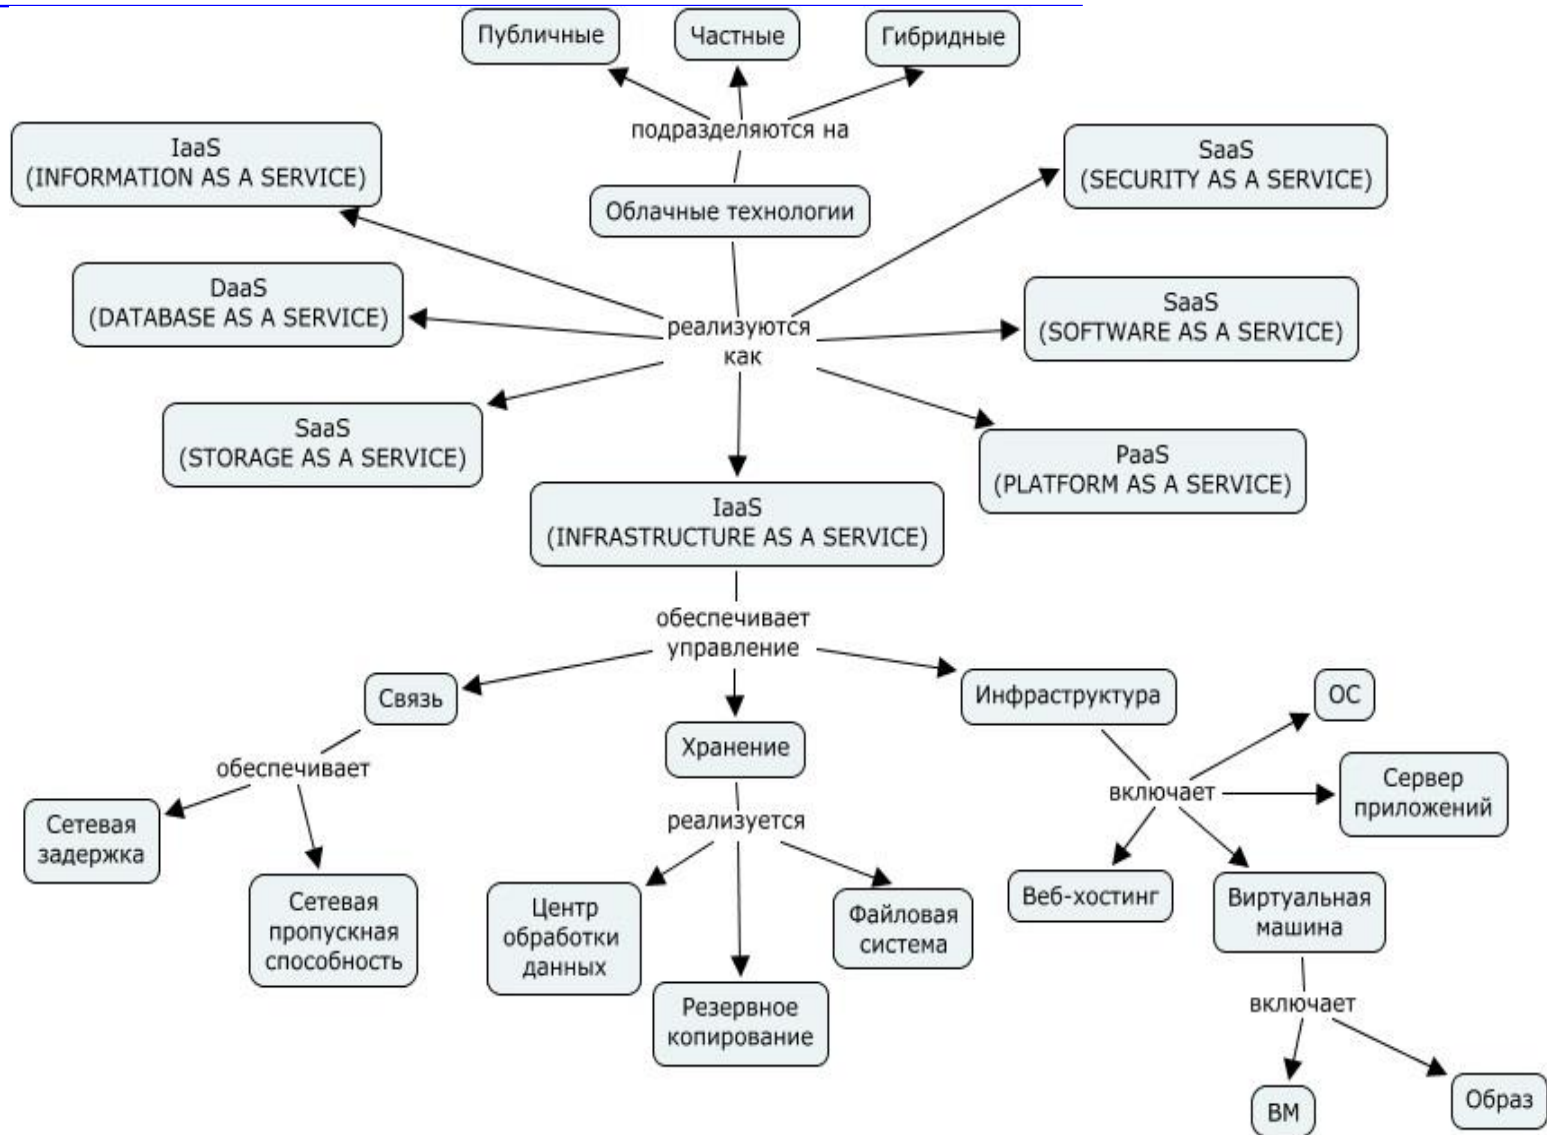 Публичные
Частные
Гибридные
подразделяются на
IaaS
(INFORMATION AS A SERVICE)
SaaS
(SECURITY AS A SERVICE)
Облачные технологии
DaaS
(DATABASE AS A SERVICE)
SaaS
(SOFTWARE AS A SERVICE)
реализуются
как
SaaS
(STORAGE AS A SERVICE)
PaaS
(PLATFORM AS A SERVICE)
IaaS
(INFRASTRUCTURE AS A SERVICE)
обеспечивает
управление
Связь
Инфраструктура
ОС
Хранение
обеспечивает
включает
Сервер
приложений
реализуется
Сетевая
задержка
Сетевая
пропускная
способность
Центр
обработки
данных
Файловая
система
Веб-хостинг
Виртуальная
машина
Резервное
копирование
включает
ВМ
Образ